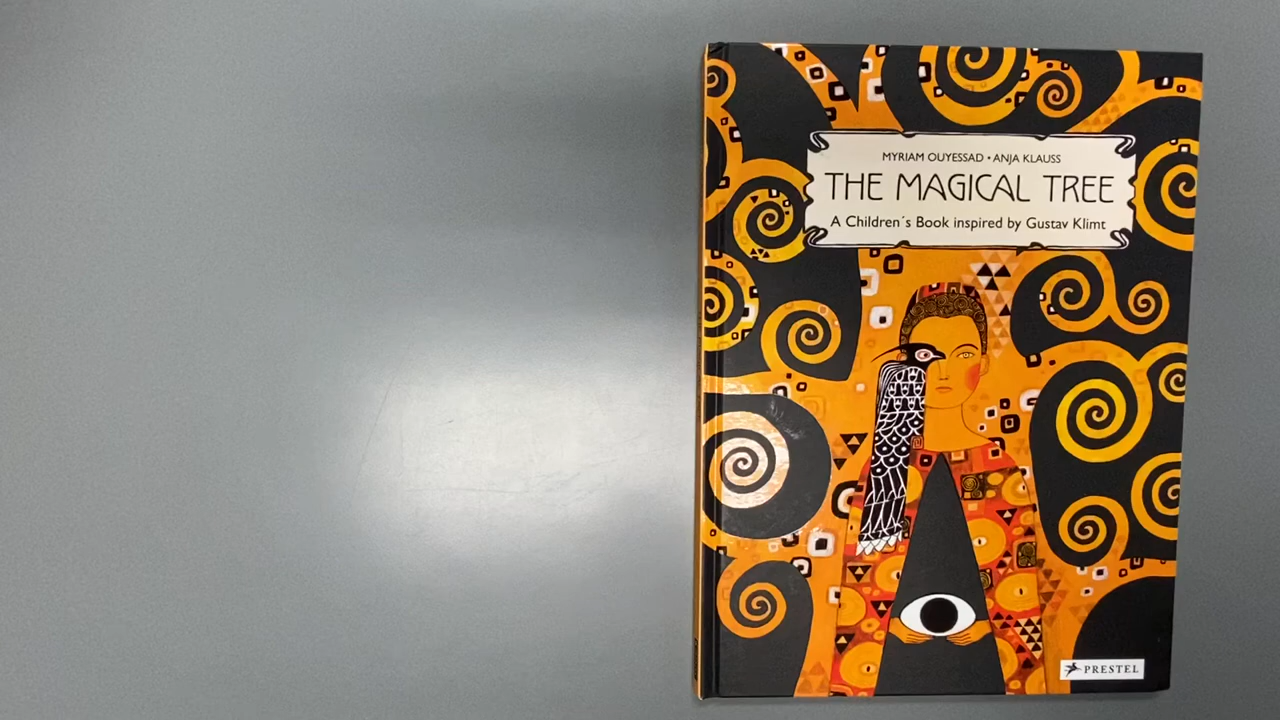 MYRIAM OUYESSAD • ANJA KLAUSS
THE MAGICAL TREE
A Children´s Book inspired by Gustav Klimt
PRESTEL